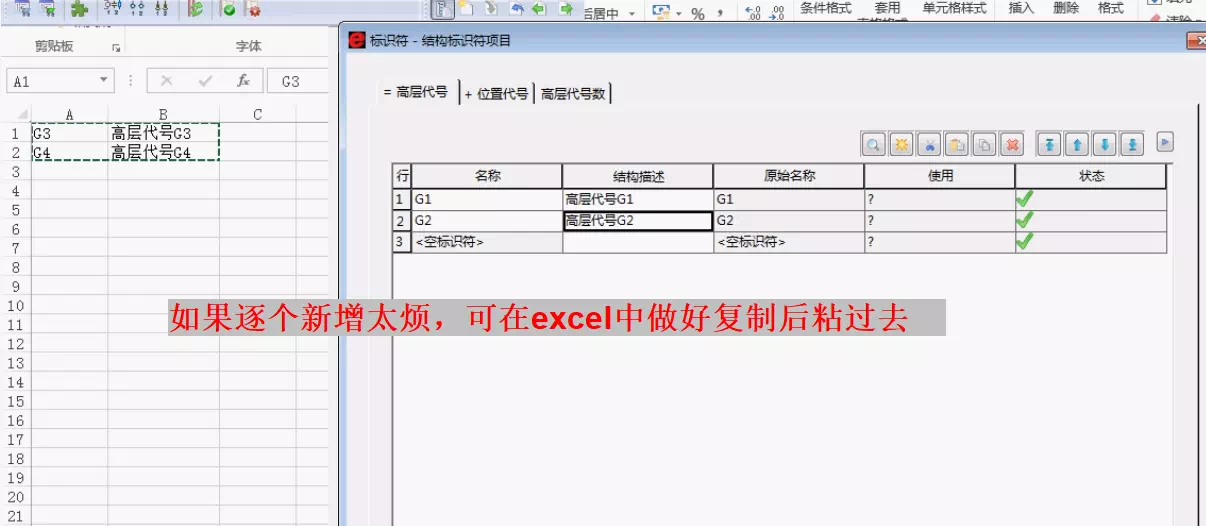 居中
%
,
.00
.00
条件格式
套用
单元格样式
插入
删除
格式
剪贴板
字体
A1
fx
G3
A B C
1 G3 高层代号G3
2 G4 高层代号G4
3
4
5
6
7
8
9
10
11
12
13
14
15
16
17
18
19
20
21
标识符 - 结构标识符项目
= 高层代号
+ 位置代号
高层代号数
行 名称 结构描述 原始名称 使用 状态
1 G1 高层代号G1 G1 ?
2 G2 高层代号G2 G2 ?
3 <空标识符> <空标识符> ?
如果逐个新增太烦，可在excel中做好复制后粘过去